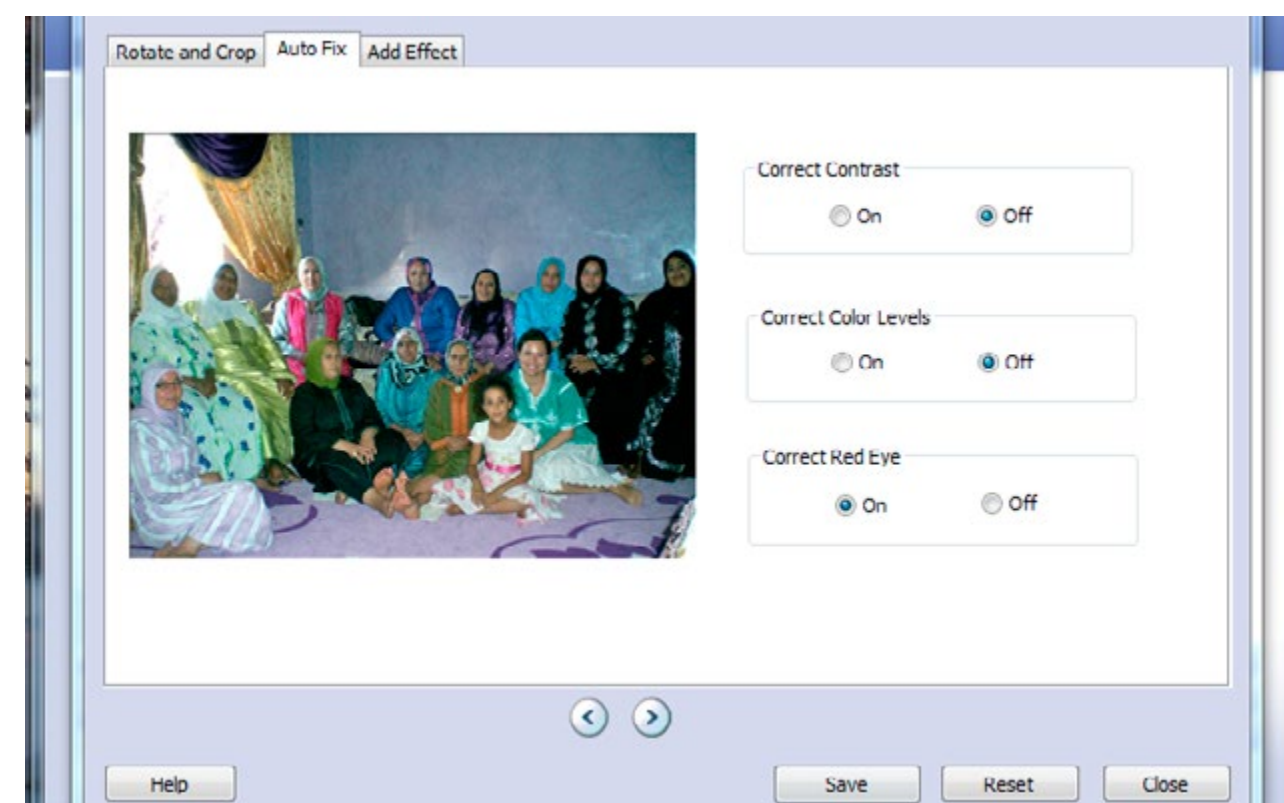 Rotate and Crop Auto Fix Add Effect
Correct Contrast
On Off
Correct Color Levels
On Off
Correct Red Eye
On Off
Help Save Reset Close